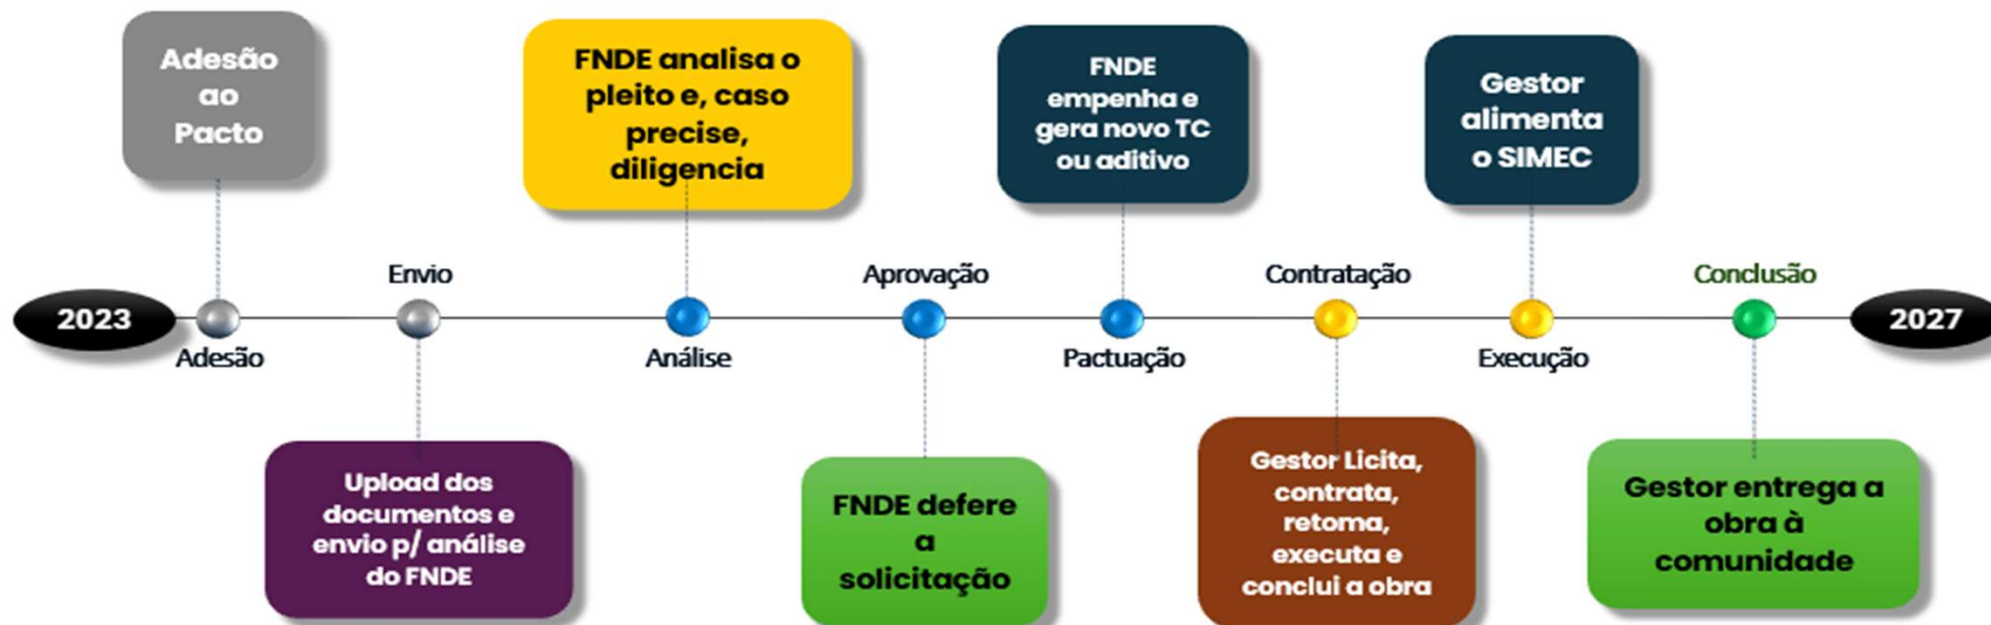 Adesão
ao
Pacto
FNDE analisa o
pleito e, caso
precise,
diligencia
FNDE
empenha e
gera novo TC
ou aditivo
Gestor
alimenta
o SIMEC
Envio
Aprovação
Contratação
Conclusão
2023
2027
Adesão
Análise
Pactuação
Execução
Upload dos
documentos e
envio p/ análise
do FNDE
FNDE defere
a
solicitação
Gestor Licita,
contrata,
retoma,
executa e
conclui a obra
Gestor entrega a
obra à
comunidade